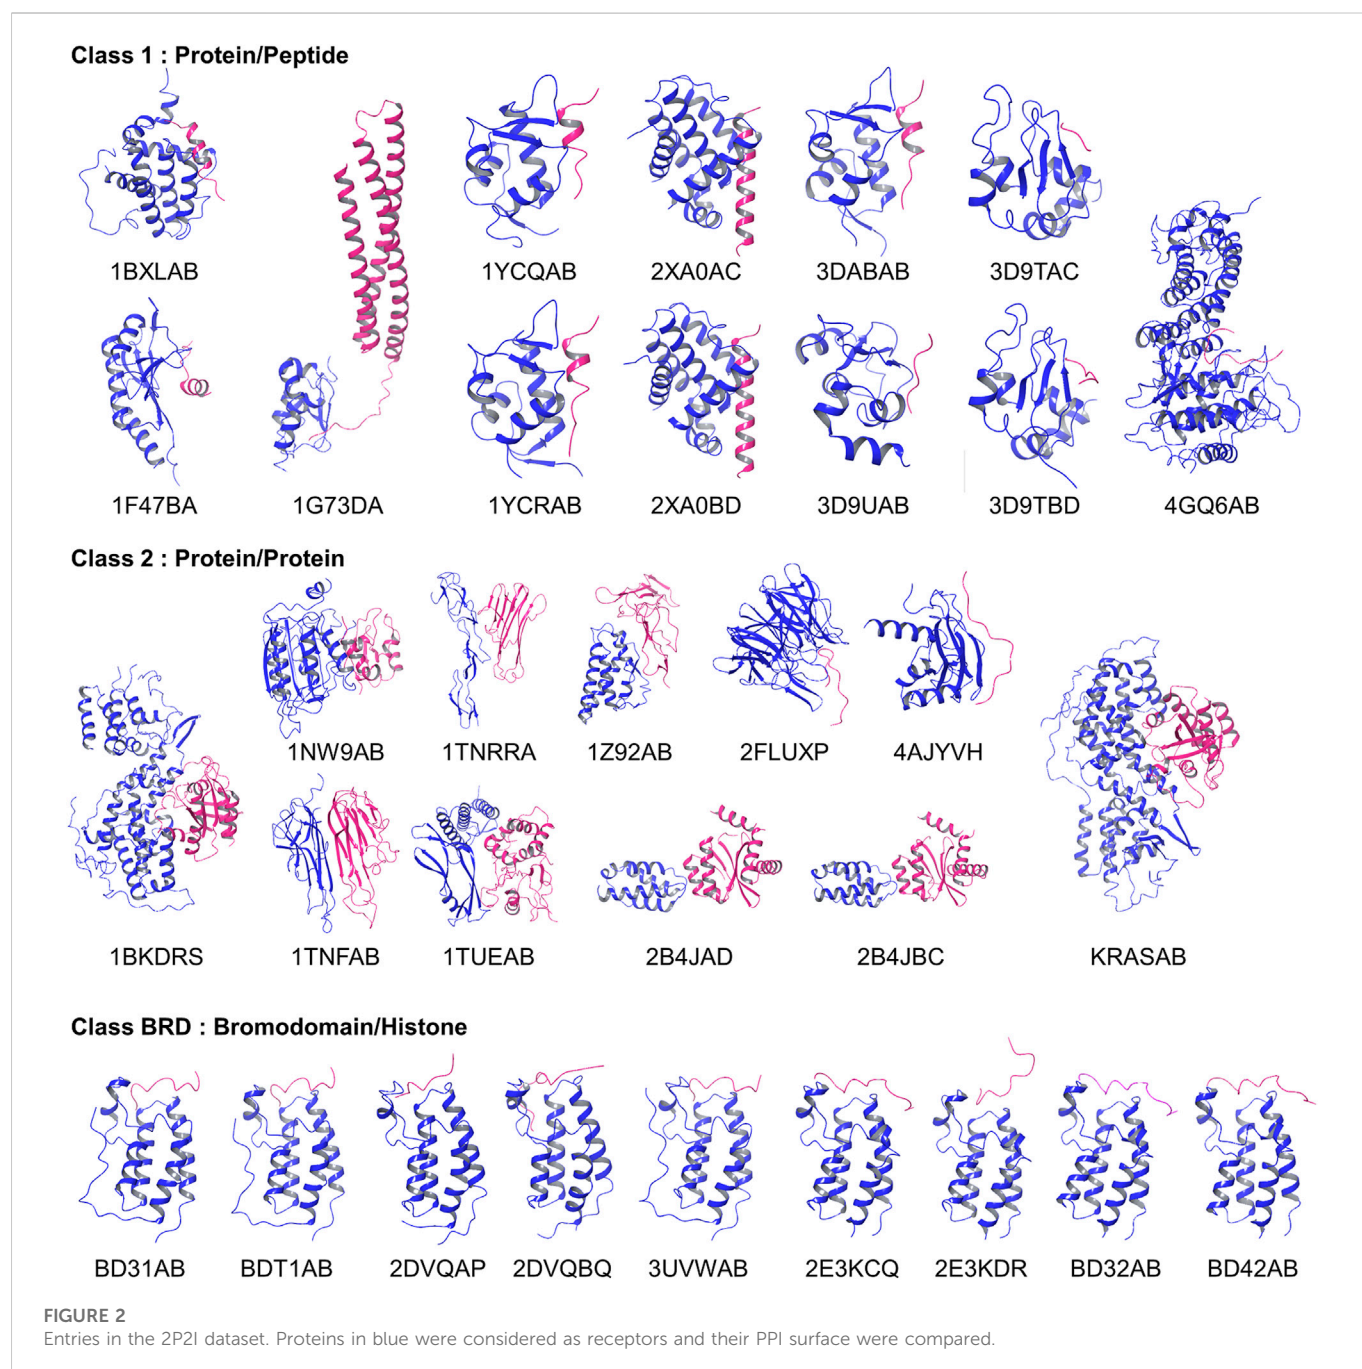 Class 1 : Protein/Peptide
1BXLAB
1YCQAB
2XA0AC
3DABAB
3D9TAC
1F47BA
1G73DA
1YCRAB
2XA0BD
3D9UAB
3D9TBD
4GQ6AB
Class 2 : Protein/Protein
1NW9AB
1TNRRA
1Z92AB
2FLUXP
4AJYVH
1BKDRS
1TNFAB
1TUEAB
2B4JAD
2B4JBC
KRASAB
Class BRD : Bromodomain/Histone
BD31AB
BDT1AB
2DVQAP
2DVQBQ
3UVWAB
2E3KCQ
2E3KDR
BD32AB
BD42AB
FIGURE 2
Entries in the 2P2I dataset. Proteins in blue were considered as receptors and their PPI surface were compared.